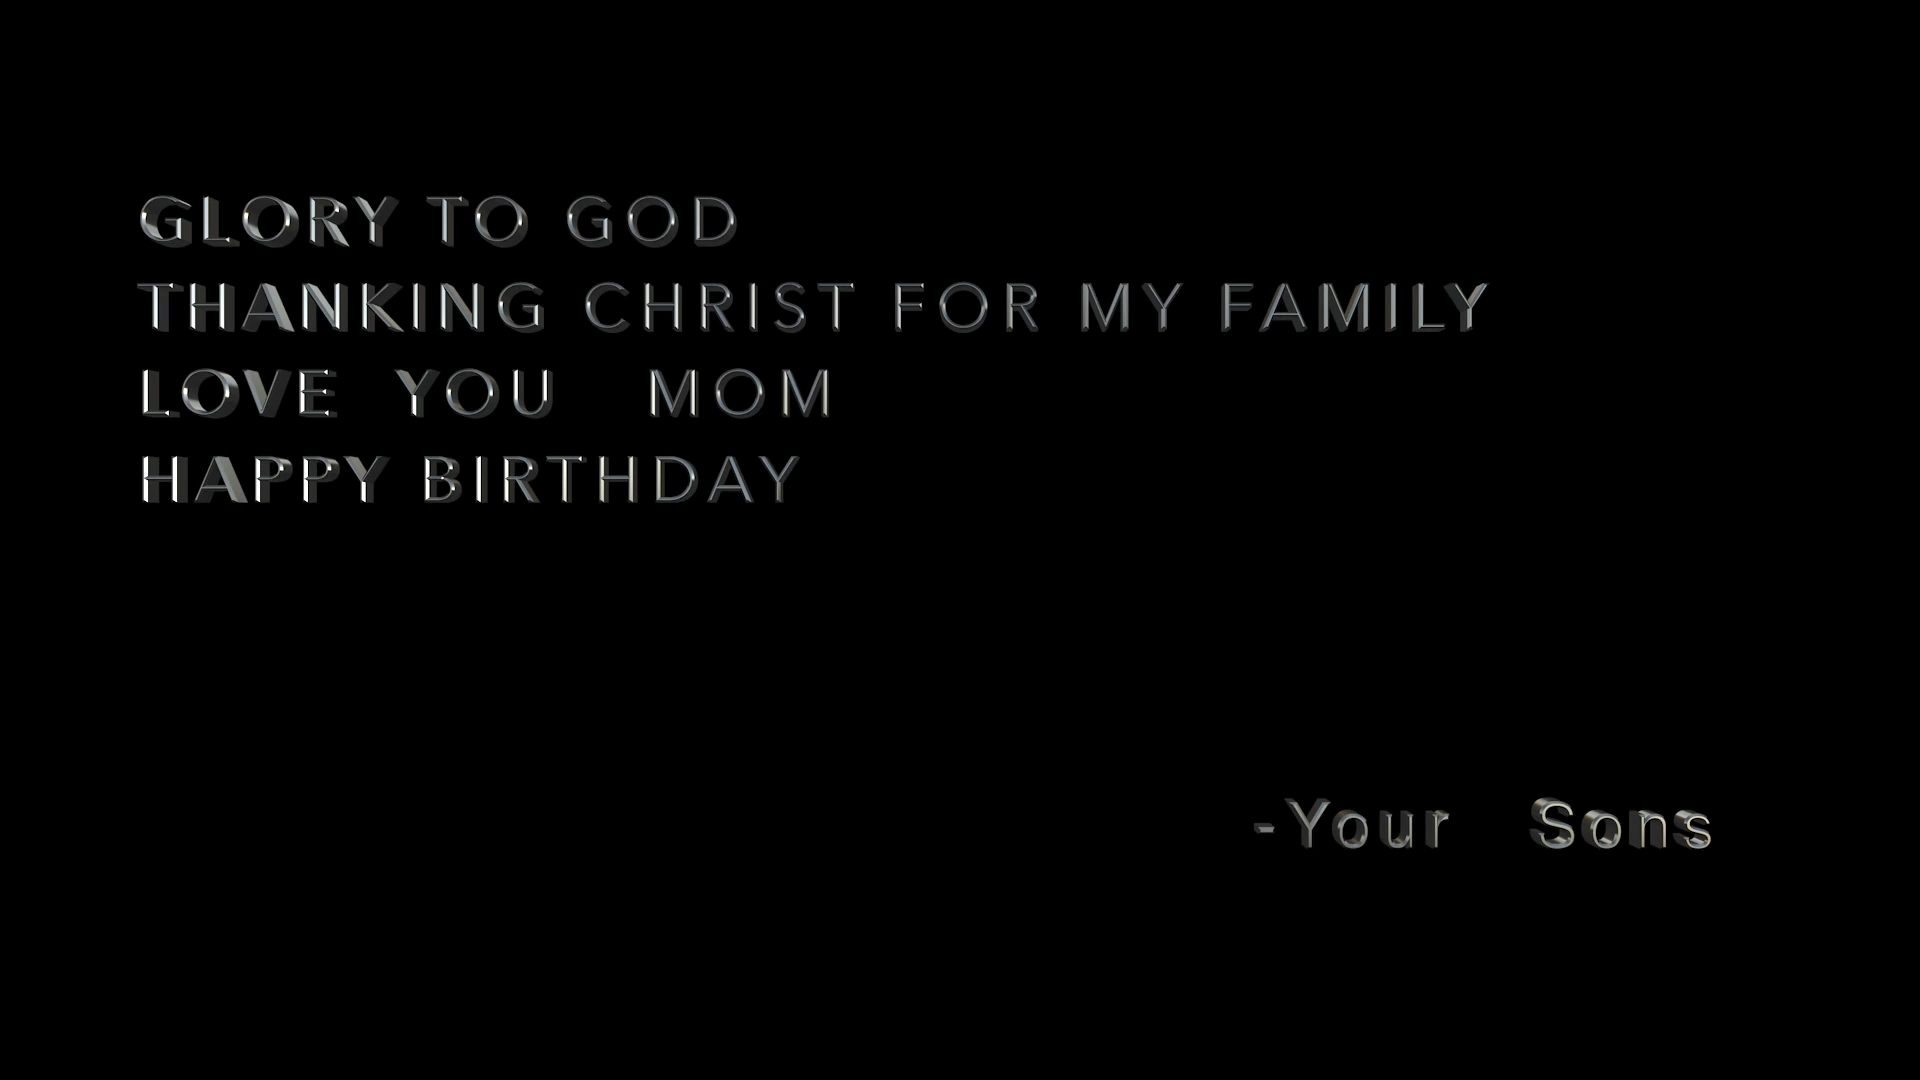 GLORY TO GOD
THANKING CHRIST FOR MY FAMILY
LOVE YOU MOM
HAPPY BIRTHDAY
-Your Sons